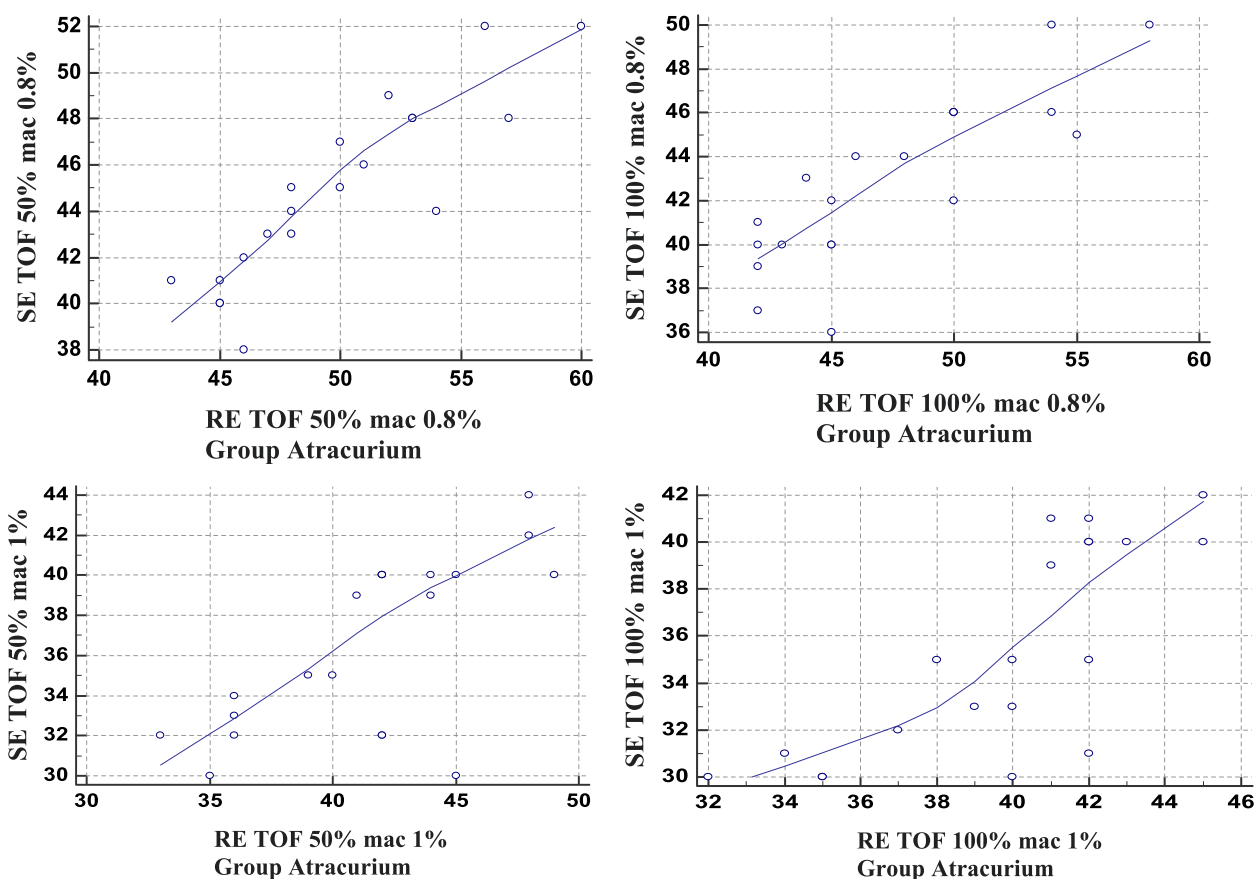 SE TOF 50% mac 0.8%
52
50
48
46
44
42
40
38
40 45 50 55 60
RE TOF 50% mac 0.8%
Group Atracurium
SE TOF 100% mac 0.8%
50
48
46
44
42
40
38
36
40 45 50 55 60
RE TOF 100% mac 0.8%
Group Atracurium
SE TOF 50% mac 1%
44
42
40
38
36
34
32
30
30 35 40 45 50
RE TOF 50% mac 1%
Group Atracurium
SE TOF 100% mac 1%
42
40
38
36
34
32
30
32 34 36 38 40 42 44 46
RE TOF 100% mac 1%
Group Atracurium